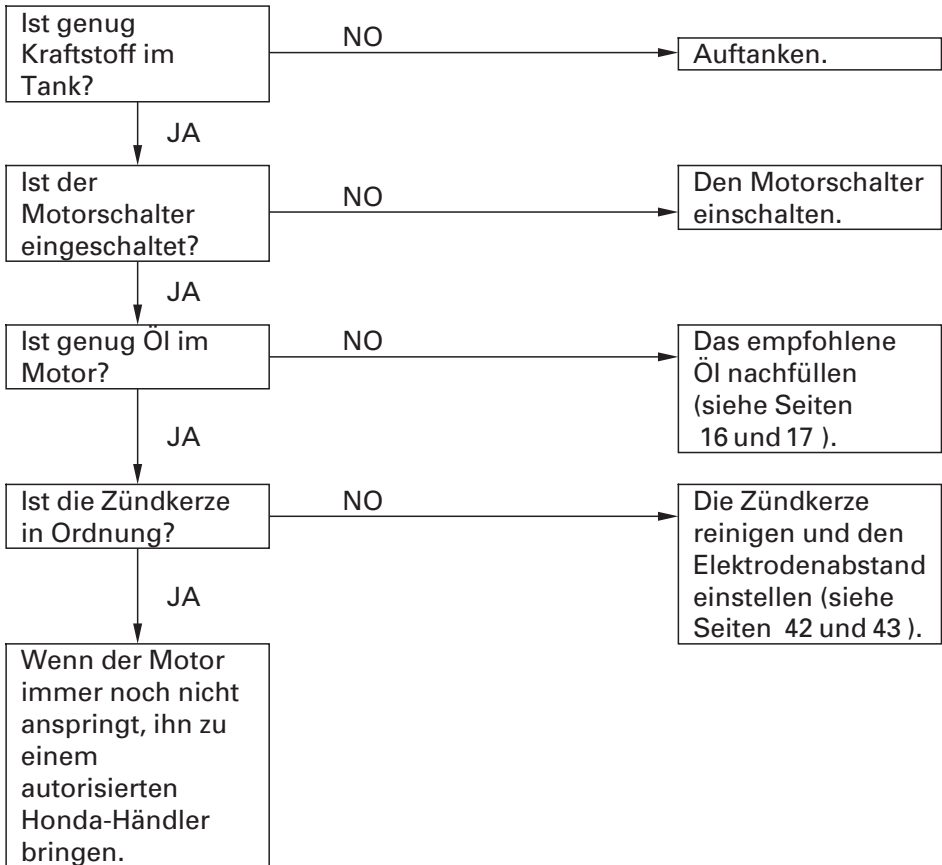 Ist genug
Kraftstoff im
Tank?
NO
Auftanken.
JA
Ist der
Motorschalter
eingeschaltet?
NO
Den Motorschalter
einschalten.
JA
Ist genug Öl im
Motor?
NO
Das empfohlene
Öl nachfüllen
(siehe Seiten
16 und 17 ).
JA
Ist die Zündkerze
in Ordnung?
NO
Die Zündkerze
reinigen und den
Elektrodenabstand
einstellen (siehe
Seiten 42 und 43 ).
JA
Wenn der Motor
immer noch nicht
anspringt, ihn zu
einem
autorisierten
Honda-Händler
bringen.